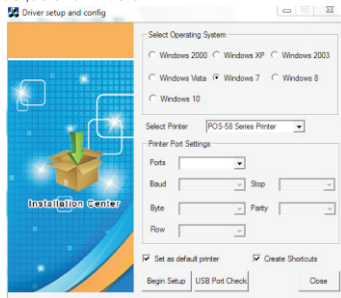 Driver setup and config
Select Operating System
Windows 2000 Windows XP Windows 2003
Windows Vista Windows 7 Windows 8
Windows 10
Select Printer POS-58 Series Printer
Printer Port Settings
Ports
Baud Stop
Byte Parity
Flow
Installation Center
Set as default printer Create Shortcuts
Begin Setup USB Port Check Close